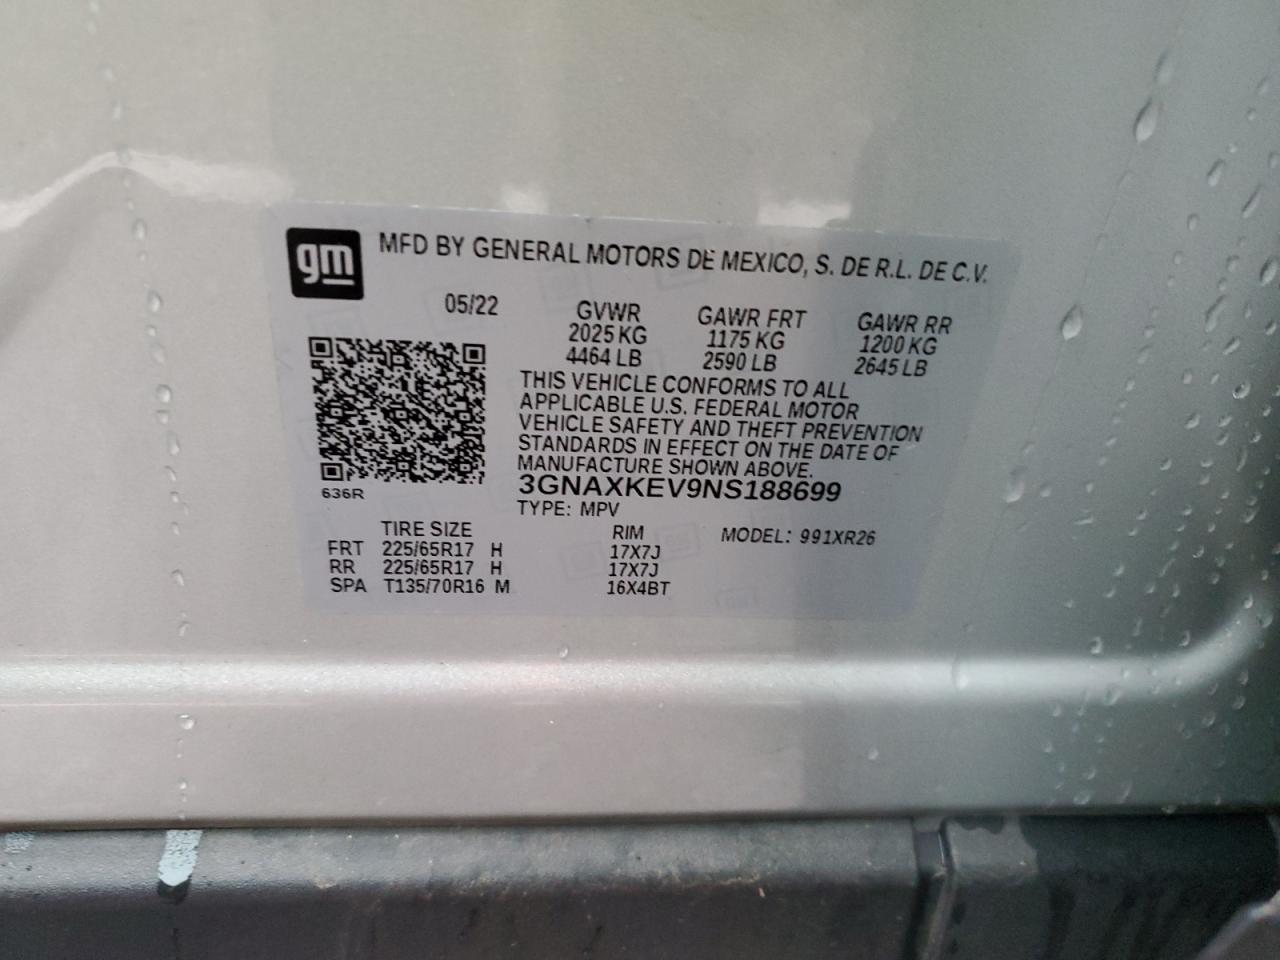 gm
MFD BY GENERAL MOTORS DE MEXICO, S. DE R.L. DE C.V.
05/22 GVWR GAWR FRT GAWR RR
2025 KG 1175 KG 1200 KG
4464 LB 2590 LB 2645 LB
THIS VEHICLE CONFORMS TO ALL
APPLICABLE U.S. FEDERAL MOTOR
VEHICLE SAFETY AND THEFT PREVENTION
STANDARDS IN EFFECT ON THE DATE OF
MANUFACTURE SHOWN ABOVE.
636R
3GNAXKEV9NS188699
TYPE: MPV
TIRE SIZE RIM MODEL: 991XR26
FRT 225/65R17 H 17X7J
RR 225/65R17 H 17X7J
SPA T135/70R16 M 16X4BT